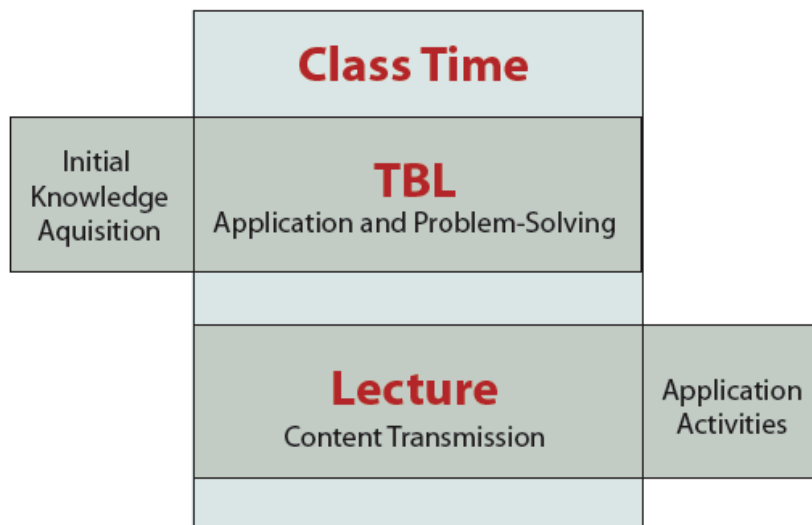 Class Time
Initial
Knowledge
Aquisition
TBL
Application and Problem-Solving
Lecture
Content Transmission
Application
Activities